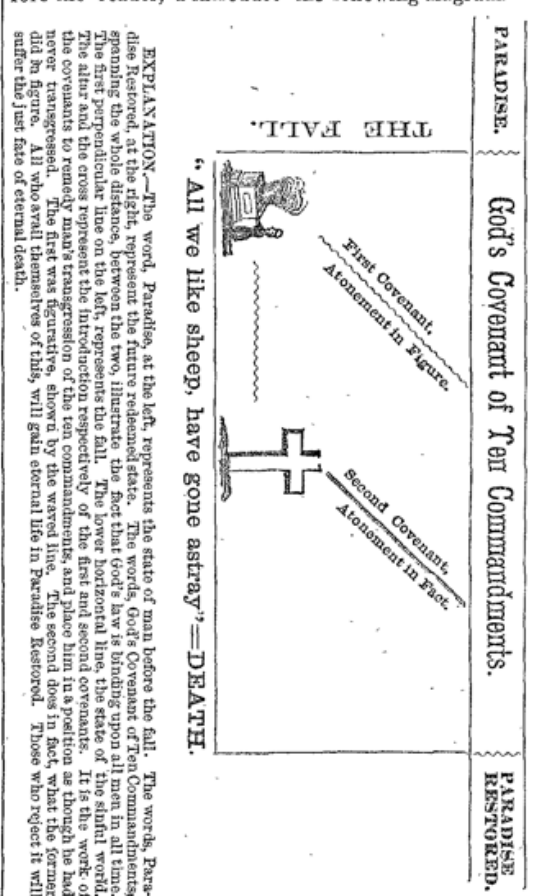 PARADISE.
God's Covenant of Ten Commandments.
PARADISE
RESTORED.
THE FALL.
First Covenant,
Atonement in Figure.
Second Covenant,
Atonement in Fact.
"All we like sheep, have gone astray"=DEATH.
EXPLANATION.—The word, Paradise, at the left, represents the state of man before the fall. The words, Para-
dise Restored, at the right, represent the future redeemed state. The words, God's Covenant of Ten Commandments,
spanning the whole distance, between the two, illustrate the fact that God's law is binding upon all men in all time.
The first perpendicular line on the left, represents the fall. The lower horizontal line, the state of the sinful world.
The altar and the cross represent the introduction respectively of the first and second covenants. It is the work of
the covenants to remedy man's transgression of the ten commandments, and place him in a position as though he had
never transgressed. The first was figurative, shown by the waved line. The second does in fact, what the former
did in figure. All who avail themselves of this, will gain eternal life in Paradise Restored. Those who reject it will
suffer the just fate of eternal death.